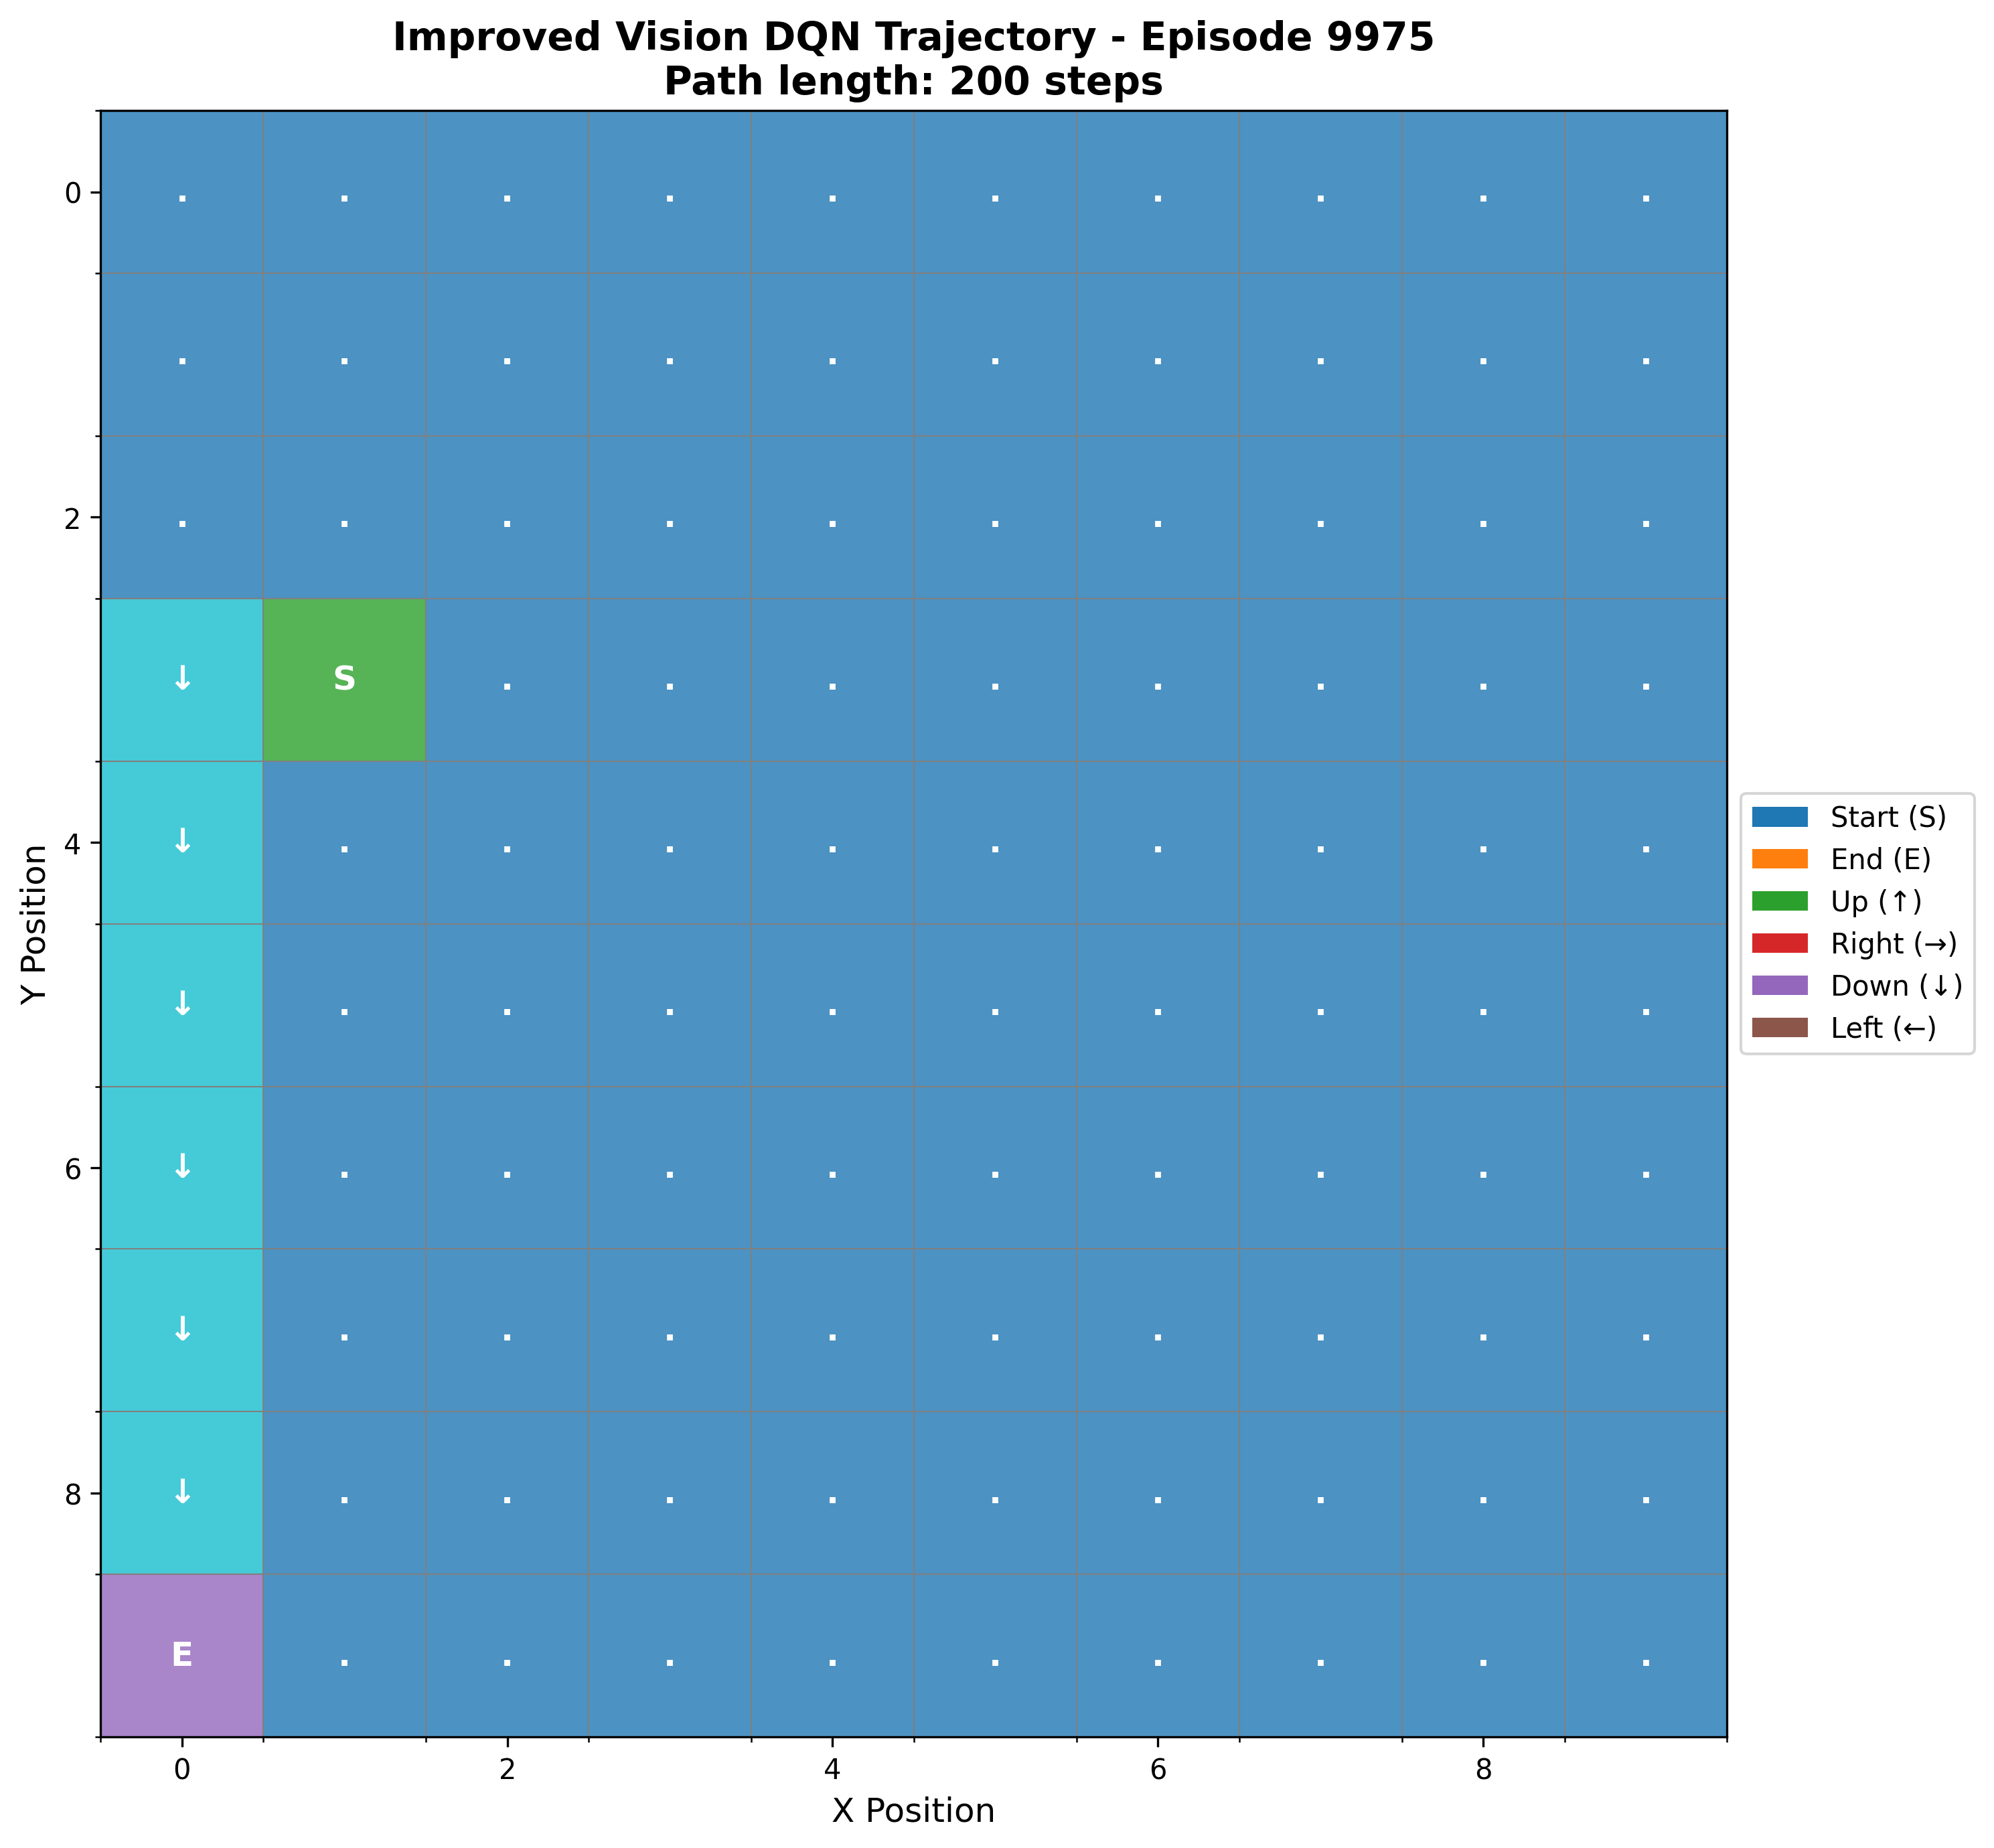 Improved Vision DQN Trajectory - Episode 9975
Path length: 200 steps
0
. . . . . . . . . .
. . . . . . . . . .
2
. . . . . . . . . .
↓ S . . . . . . . .
4
↓ . . . . . . . . .
↓ . . . . . . . . .
6
↓ . . . . . . . . .
↓ . . . . . . . . .
8
↓ . . . . . . . . .
E . . . . . . . . .
0 2 4 6 8
X Position
Y Position
Start (S)
End (E)
Up (↑)
Right (→)
Down (↓)
Left (←)